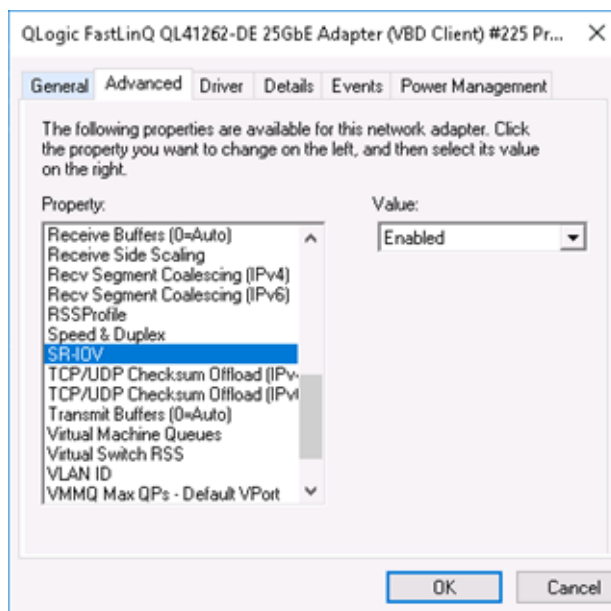 QLogic FastLinQ QL41262-DE 25GbE Adapter (VBD Client) #225 Pr...
General Advanced Driver Details Events Power Management
The following properties are available for this network adapter. Click
the property you want to change on the left, and then select its value
on the right.
Property:
Value:
Receive Buffers (0=Auto)
Enabled
Receive Side Scaling
Recv Segment Coalescing (IPv4)
Recv Segment Coalescing (IPv6)
RSSProfile
Speed & Duplex
SR-IOV
TCP/UDP Checksum Offload (IPv
TCP/UDP Checksum Offload (IPv
Transmit Buffers (0=Auto)
Virtual Machine Queues
Virtual Switch RSS
VLAN ID
VMMQ Max QPs - Default VPort
OK
Cancel